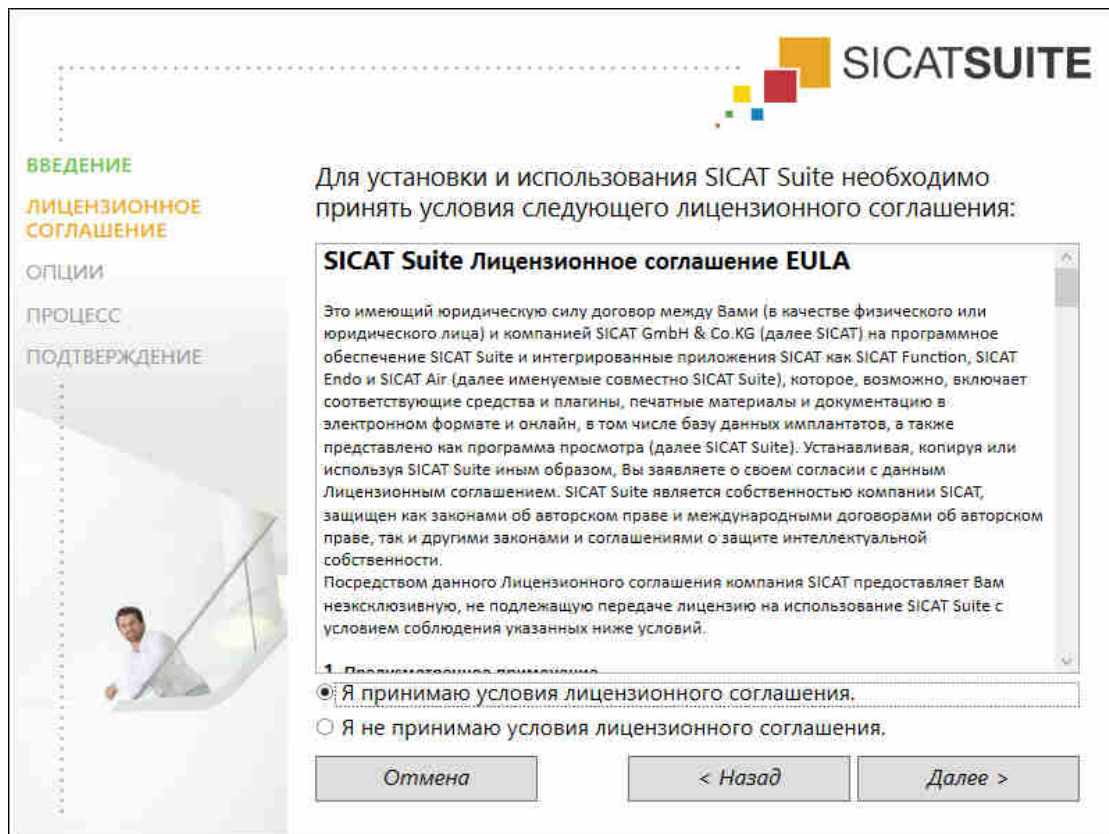 SICATSUITE
ВВЕДЕНИЕ
ЛИЦЕНЗИОННОЕ
СОГЛАШЕНИЕ
ОПЦИИ
ПРОЦЕСС
ПОДТВЕРЖДЕНИЕ
Для установки и использования SICAT Suite необходимо
принять условия следующего лицензионного соглашения:
SICAT Suite Лицензионное соглашение EULA
Это имеющий юридическую силу договор между Вами (в качестве физического или
юридического лица) и компанией SICAT GmbH & Co.KG (далее SICAT) на программное
обеспечение SICAT Suite и интегрированные приложения SICAT как SICAT Function, SICAT
Endo и SICAT Air (далее именуемые совместно SICAT Suite), которое, возможно, включает
соответствующие средства и плагины, печатные материалы и документацию в
электронном формате и онлайн, в том числе базу данных имплантатов, а также
представлено как программа просмотра (далее SICAT Suite). Устанавливая, копируя или
используя SICAT Suite иным образом, Вы заявляете о своем согласии с данным
Лицензионным соглашением. SICAT Suite является собственностью компании SICAT,
защищен как законами об авторском праве и международными договорами об авторском
праве, так и другими законами и соглашениями о защите интеллектуальной
собственности.
Посредством данного Лицензионного соглашения компания SICAT предоставляет Вам
неэксклюзивную, не подлежащую передаче лицензию на использование SICAT Suite с
условием соблюдения указанных ниже условий.
1. Предусмотренное применение
Я принимаю условия лицензионного соглашения.
Я не принимаю условия лицензионного соглашения.
Отмена
< Назад
Далее >